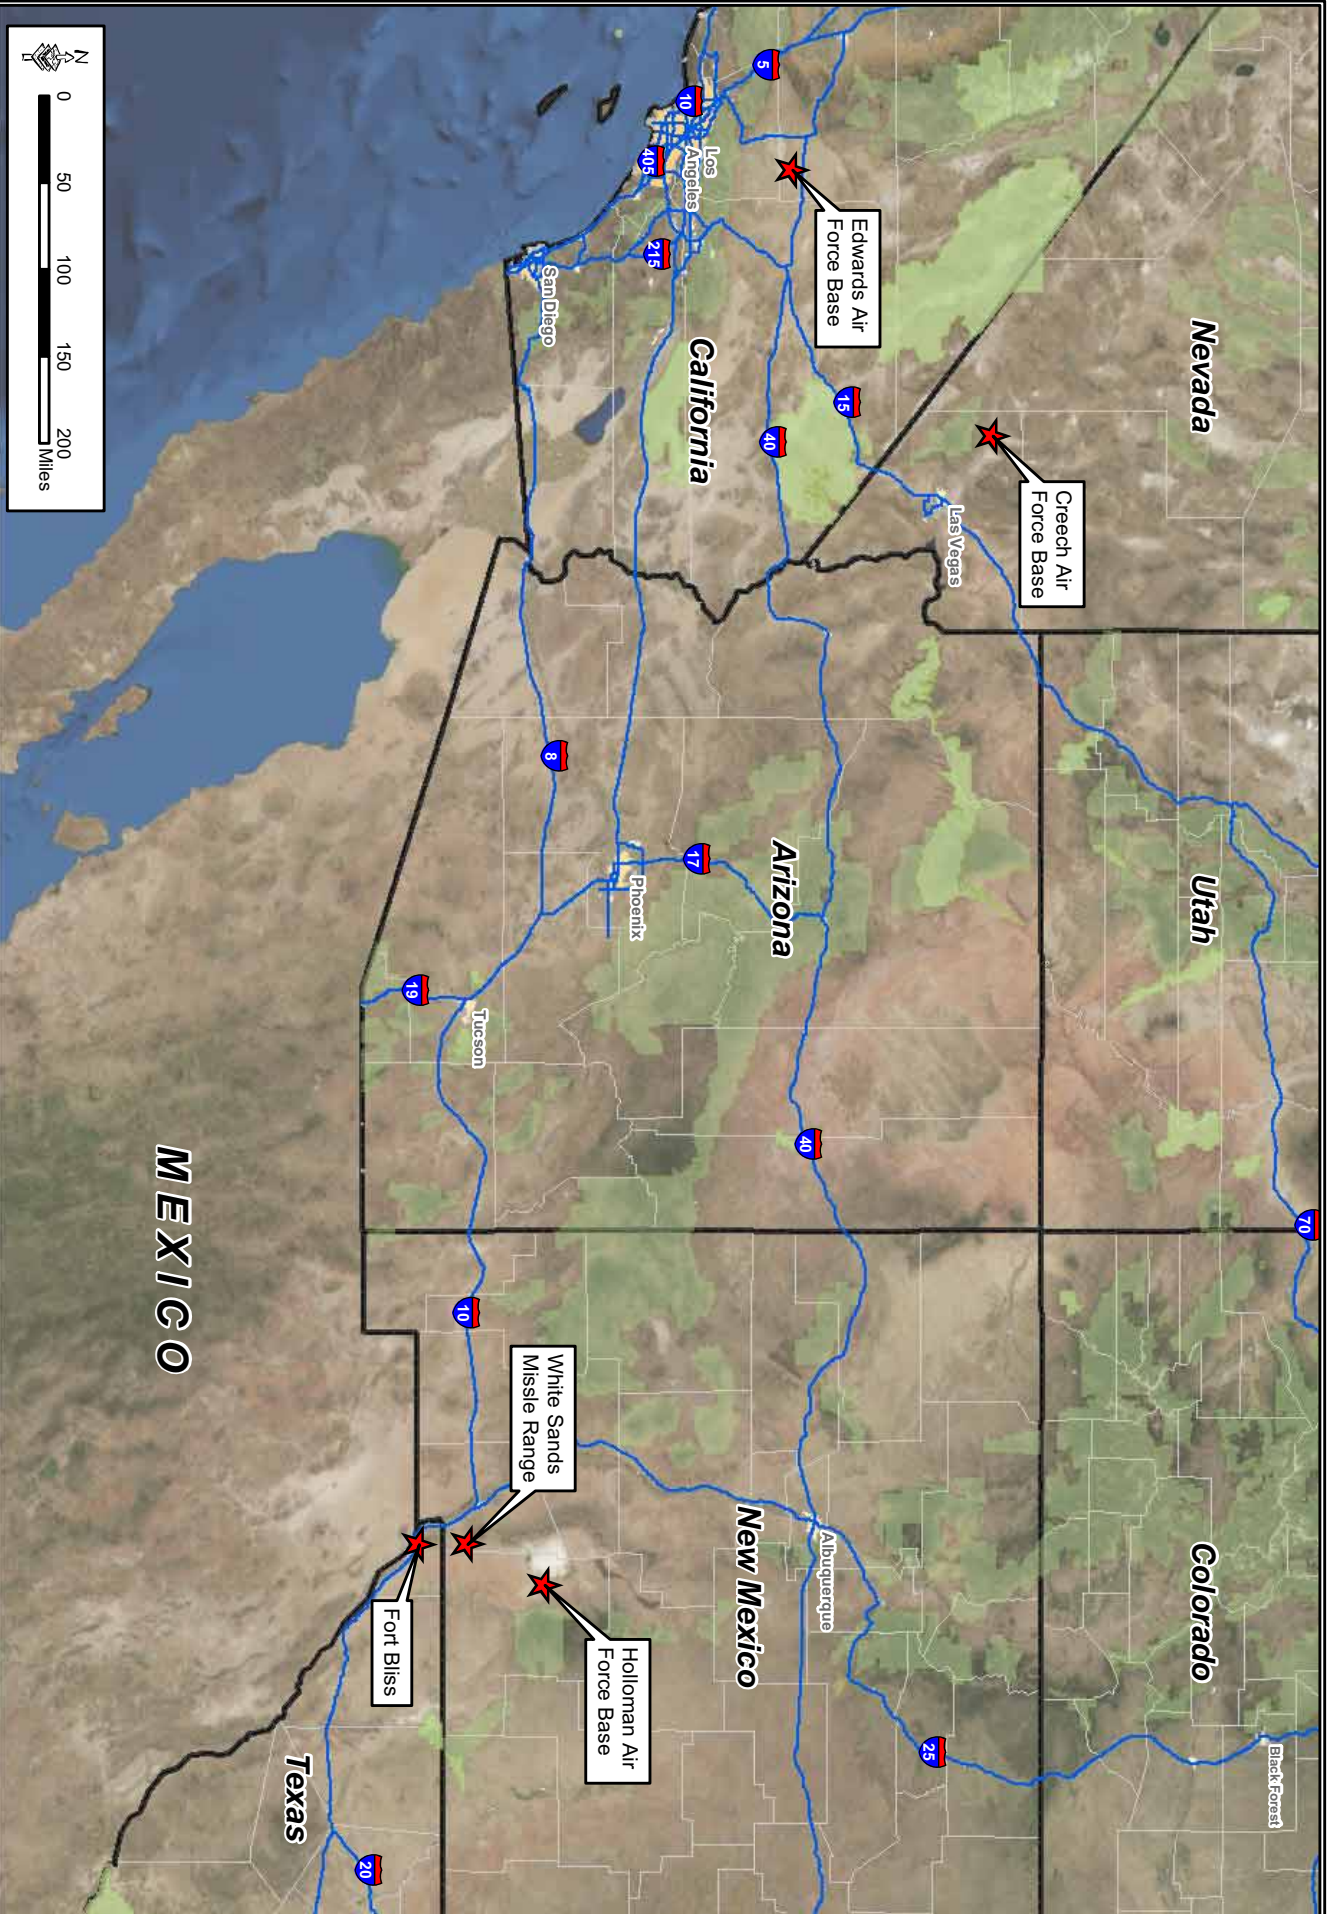 Nevada
Utah
Colorado
70
Black Forest
Creech Air
Force Base
Las Vegas
25
Edwards Air
Force Base
15
5
40
40
Albuquerque
Arizona
New Mexico
California
17
Los
Angeles
10
405
215
Phoenix
Holloman Air
Force Base
San Diego
8
White Sands
Missle Range
Tucson
10
19
Fort Bliss
20
Texas
MEXICO
N
0
50
100
150
200
Miles